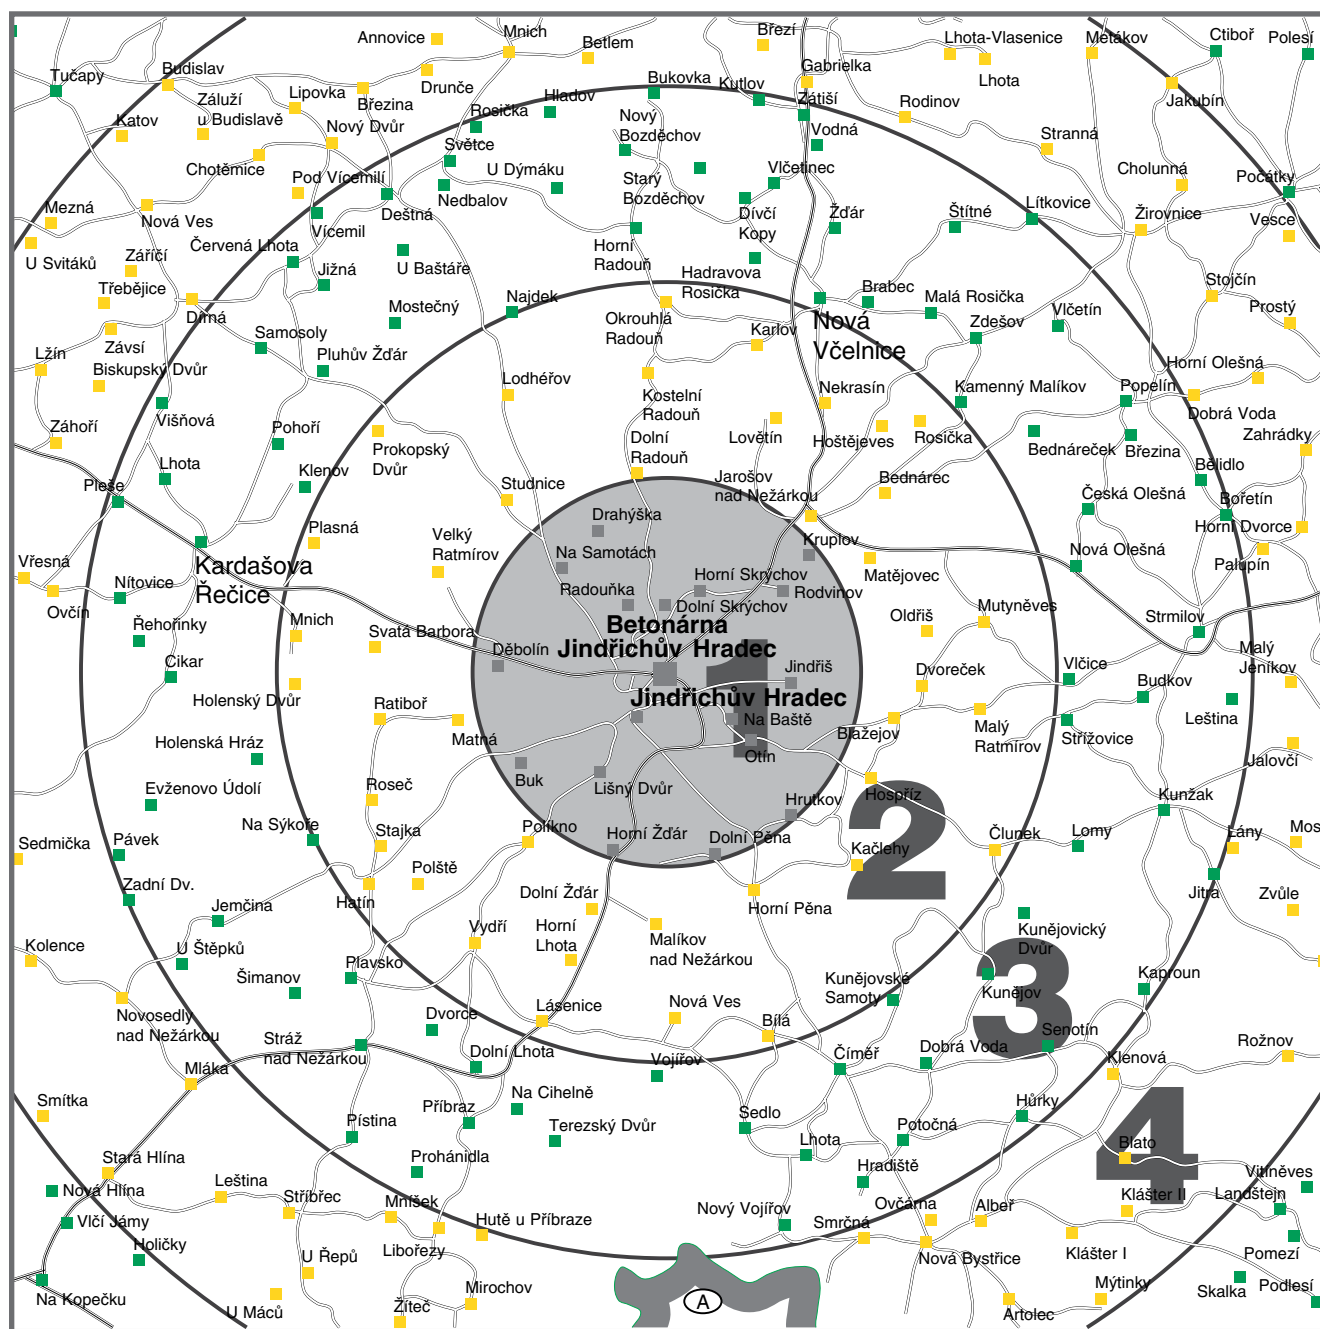 Annovice
Mnich
Betlem
Březí
Lhota-Vlasenice
Metákov
Ctiboř
Polesí
Tučapy
Budislav
Drunče
Bukovka
Kutlov
Gabrielka
Lhota
Záluží
u Budislavě
Lipovka
Březina
Rosička
Hladov
Zátiší
Rodinov
Jakubín
Katov
Nový Dvůr
Světce
Nový
Bozděchov
Vodná
Stranná
Chotěmice
Pod Vícemilí
U Dýmáku
Starý
Bozděchov
Vlčetinec
Cholunná
Počátky
Mezná
Nová Ves
Deštná
Nedbalov
Dívčí
Kopy
Žďár
Štítné
Lítkovice
Žirovnice
Vesce
U Svitáků
Záříčí
Červená Lhota
Vícemil
U Baštáře
Horní
Radouň
Třebějice
Jižná
Mostečný
Najdek
Hadravova
Rosička
Brabec
Malá Rosička
Vlčetín
Stojčín
Prostý
Dírná
Závsí
Samosoly
Okrouhlá
Radouň
Karlov
Nová
Včelnice
Zdešov
Lžín
Biskupský Dvůr
Pluhův Žďár
Lodhéřov
Kostelní
Radouň
Nekrasín
Kamenný Malíkov
Popelín
Horní Olešná
Višňová
Záhoří
Pohoří
Prokopský
Dvůr
Dolní
Radouň
Lovětín
Hoštějeves
Rosička
Bednáreček
Březina
Dobrá Voda
Zahrádky
Lhota
Klenov
Pleše
Studnice
Jarošov
nad Nežárkou
Bednárec
Bělidlo
Česká Olešná
Bořetín
Plasná
Velký
Ratmírov
Drahýška
Na Samotách
Kruplov
Horní Dvorce
Vřesná
Kardašova
Řečice
Nítovice
Ovčín
Radouňka
Horní Skrýchov
Rodvínov
Matějovec
Nová Olešná
Palupín
Řehořinky
Mnich
Svatá Barbora
Dolní Skrýchov
Betonárna
Jindřichův Hradec
Oldřiš
Mutyněves
Strmilov
Cikar
Děbolín
1
Jindřiš
Dvoreček
Vlčice
Malý
Jeníkov
Holenský Dvůr
Ratiboř
Jindřichův Hradec
Budkov
Leština
Holenská Hráz
Matná
Na Baště
Blažejov
Malý
Ratmírov
Střížovice
Evženovo Údolí
Roseč
Buk
Lišný Dvůr
Otín
Hospříz
Jalovčí
Pávek
Na Sýkoře
Stajka
Políkno
Horní Žďár
Hrutkov
2
Kunžak
Sedmička
Dolní Pěna
Kačlehy
Člunek
Lomy
Lány
Mos
Zadní Dv.
Polště
Jemčina
Hatín
Dolní Žďár
Horní Pěna
Jitra
Zvůle
Kolence
Vydří
Horní
Lhota
Malíkov
nad Nežárkou
Kunějovický
Dvůr
U Štěpků
Šimanov
Plavsko
Kunějovské
Samoty
3
Kunějov
Kaproun
Novosedly
nad Nežárkou
Stráž
nad Nežárkou
Dvorce
Lásenice
Nová Ves
Bílá
Senotín
Rožnov
Mláka
Dolní Lhota
Vojířov
Číměř
Dobrá Voda
Klenová
Smítka
Na Cihelně
4
Pístina
Příbraz
Terezský Dvůr
Sedlo
Potočná
Hůrky
Stará Hlína
Prohánidla
Lhota
Blato
Nová Hlína
Leština
Hradiště
Vitiněves
Landštejn
Vlčí Jámy
Stříbřec
Mníšek
Hutě u Příbraze
Nový Vojířov
Smrčná
Ovčárna
Albeř
Klášter II
Holičky
U Řepů
Libořezy
Nová Bystřice
Klášter I
Pomezí
Na Kopečku
U Máců
Žíteč
Mirochov
A
Artolec
Mýtinky
Skalka
Podlesí